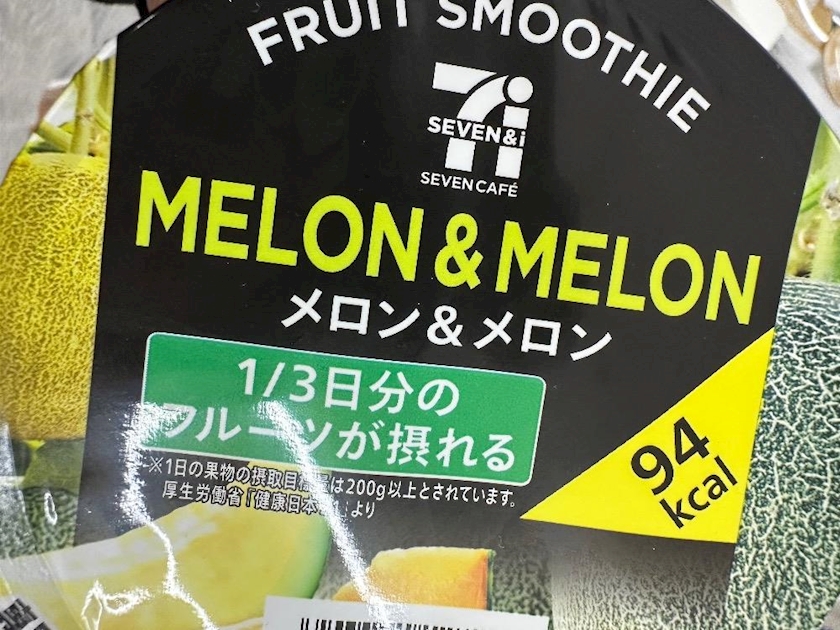 FRUIT SMOOTHIE
SEVEN&i
SEVEN CAFÉ
MELON & MELON
メロン&メロン
1/3日分の
フルーツが摂れる
※1日の果物の摂取目標量は200g以上とされています。
厚生労働省「健康日本 」より
94
kcal